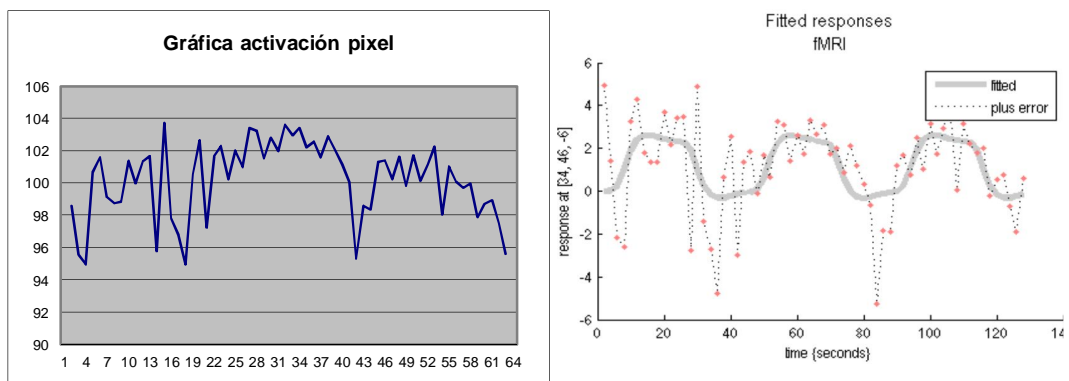 Gráfica activación pixel
106
104
102
100
98
96
94
92
90
1 4 7 10 13 16 19 22 25 28 31 34 37 40 43 46 49 52 55 58 61 64
Fitted responses
fMRI
fitted
plus error
6
4
2
0
-2
-4
-6
response at [34, 46, -6]
0 20 40 60 80 100 120 14
time {seconds}